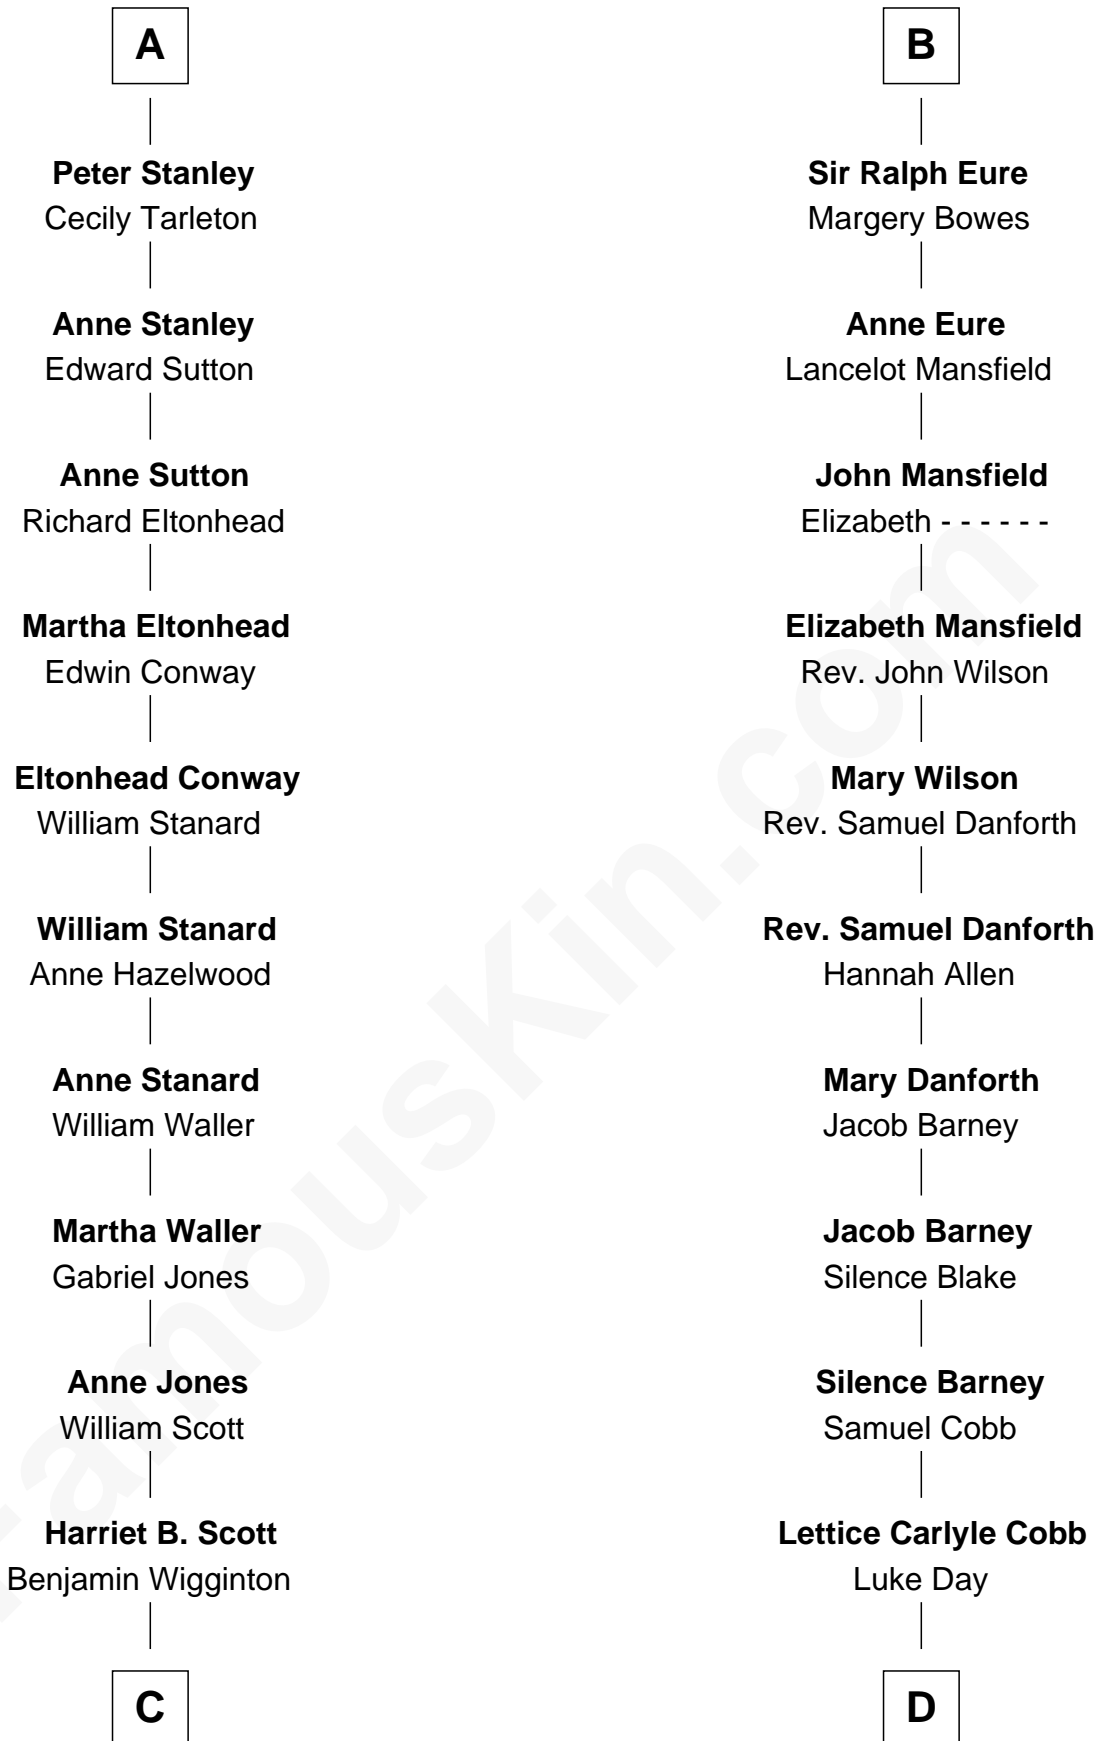 A
Peter Stanley
Cecily Tarleton
Anne Stanley
Edward Sutton
Anne Sutton
Richard Eltonhead
Martha Eltonhead
Edwin Conway
Eltonhead Conway
William Stanard
William Stanard
Anne Hazelwood
Anne Stanard
William Waller
Martha Waller
Gabriel Jones
Anne Jones
William Scott
Harriet B. Scott
Benjamin Wigginton
C
B
Sir Ralph Eure
Margery Bowes
Anne Eure
Lancelot Mansfield
John Mansfield
Elizabeth - - - - - -
Elizabeth Mansfield
Rev. John Wilson
Mary Wilson
Rev. Samuel Danforth
Rev. Samuel Danforth
Hannah Allen
Mary Danforth
Jacob Barney
Jacob Barney
Silence Blake
Silence Barney
Samuel Cobb
Lettice Carlyle Cobb
Luke Day
D
FamousKin.com